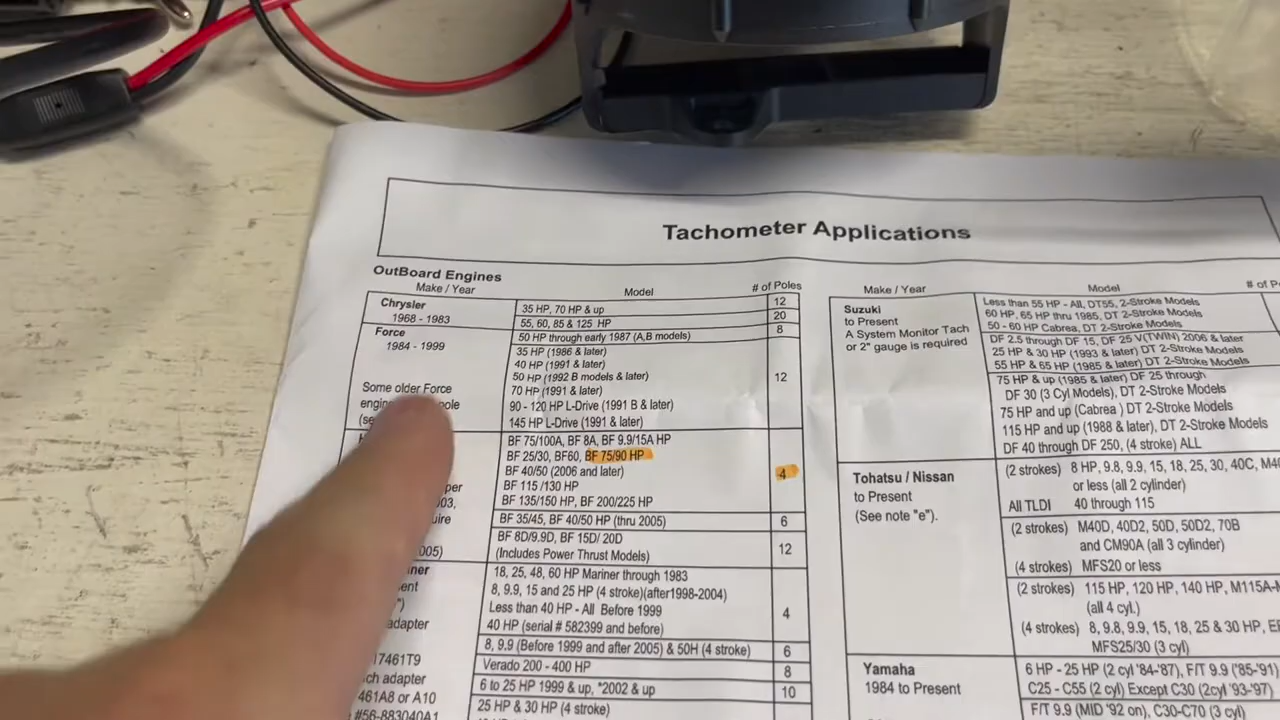 Tachometer Applications
OutBoard Engines
Make / Year Model # of Poles
Chrysler
1968 - 1983
35 HP, 70 HP & up 12
55, 60, 85 & 125 HP 20
Force
1984 - 1999
Some older Force
50 HP through early 1987 (A,B models) 8
35 HP (1986 & later)
40 HP (1991 & later)
50 HP (1992 B models & later) 12
70 HP (1991 & later)
90 - 120 HP L-Drive (1991 B & later)
145 HP L-Drive (1991 & later)
BF 75/100A, BF 8A, BF 9.9/15A HP
BF 25/30, BF60, BF 75/90 HP
BF 40/50 (2006 and later) 4
BF 115 /130 HP
BF 135/150 HP, BF 200/225 HP
BF 35/45, BF 40/50 HP (thru 2005) 6
BF 8D/9.9D, BF 15D/ 20D
(Includes Power Thrust Models) 12
18, 25, 48, 60 HP Mariner through 1983
8, 9.9, 15 and 25 HP (4 stroke)(after1998-2004)
Less than 40 HP - All Before 1999 4
40 HP (serial # 582399 and before)
8, 9.9 (Before 1999 and after 2005) & 50H (4 stroke) 6
Verado 200 - 400 HP 8
6 to 25 HP 1999 & up, *2002 & up 10
25 HP & 30 HP (4 stroke)
adapter
17461T9
adapter
461A8 or A10
#56-883040A1
Make / Year Model # of
Suzuki
to Present
A System Monitor Tach
or 2" gauge is required
Less than 55 HP - All, DT55, 2-Stroke Models
60 HP, 65 HP thru 1985, DT 2-Stroke Models
50 - 60 HP Cabrea, DT 2-Stroke Models
DF 2.5 through DF 15, DF 25 V(TWIN) 2006 & later
25 HP & 30 HP (1993 & later) DT 2-Stroke Models
55 HP & 65 HP (1985 & later) DT 2-Stroke Models
75 HP & up (1985 & later) DF 25 through
DF 30 (3 Cyl Models), DT 2-Stroke Models
75 HP and up (Cabrea ) DT 2-Stroke Models
115 HP and up (1988 & later), DT 2-Stroke Models
DF 40 through DF 250, (4 stroke) ALL
Tohatsu / Nissan
to Present
(See note "e").
(2 strokes) 8 HP, 9.8, 9.9, 15, 18, 25, 30, 40C,
or less (all 2 cylinder)
All TLDI 40 through 115
(2 strokes) M40D, 40D2, 50D, 50D2, 70B
and CM90A (all 3 cylinder)
(4 strokes) MFS20 or less
(2 strokes) 115 HP, 120 HP, 140 HP,
(all 4 cyl.)
(4 strokes) 8, 9.8, 9.9, 15, 18, 25 & 30 HP,
MFS25/30 (3 cyl)
Yamaha
1984 to Present
6 HP - 25 HP (2 cyl '84-'87), F/T 9.9 ('85-'91)
C25 - C55 (2 cyl) Except C30 (2cyl '93-'97)
F/T 9.9 (MID '92 on), C30-C70 (3 cyl)